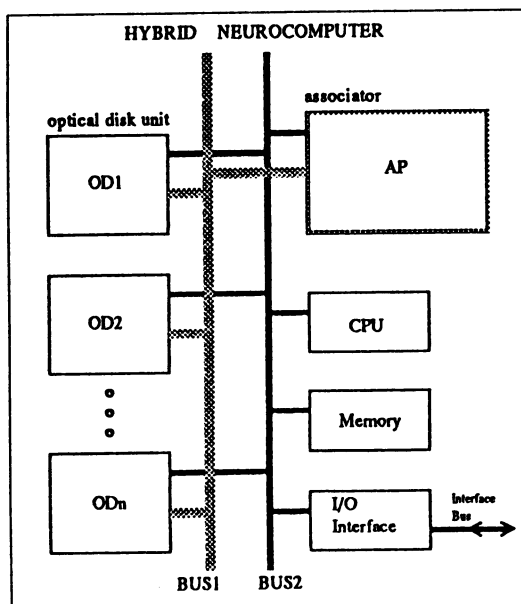 HYBRID NEUROCOMPUTER
associator
optical disk unit
OD1
AP
OD2
CPU
Memory
ODn
I/O
Interface
Interface
Bus
BUS1
BUS2